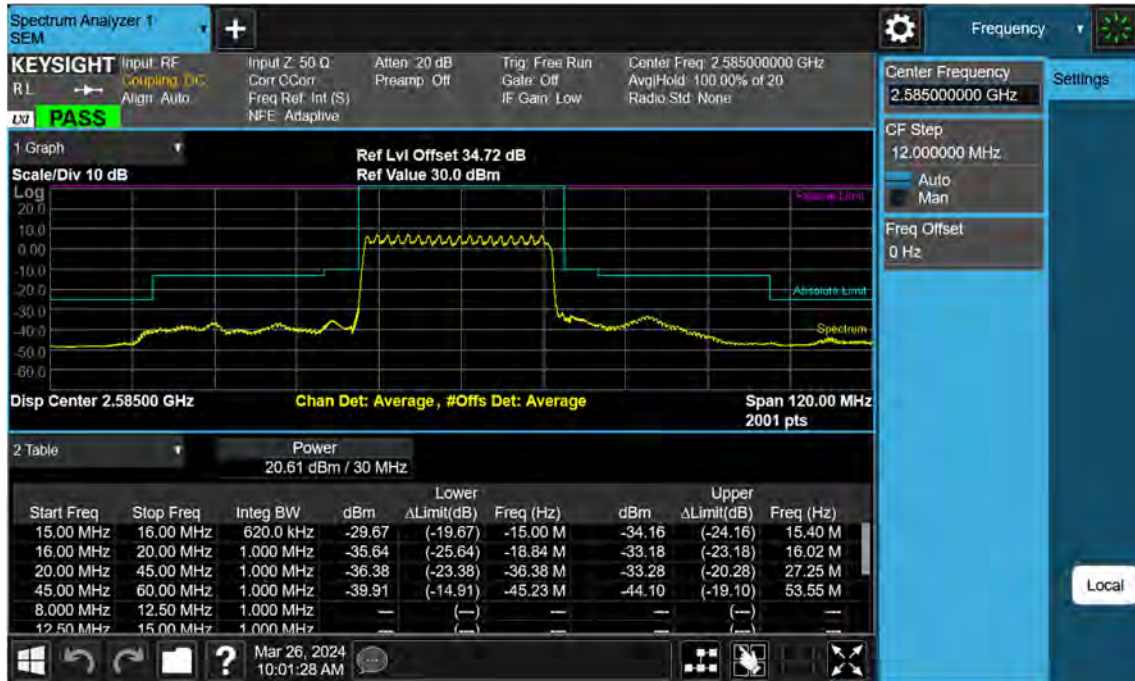 Spectrum Analyzer 1
SEM
Frequency
KEYSIGHT
Input: RF
Coupling: DC
Align: Auto
Input Z: 50 Ω
Corr CCorr
Freq Ref: Int (S)
NFE: Adaptive
Atten: 20 dB
Preamp: Off
Trig: Free Run
Gate: Off
IF Gain: Low
Center Freq: 2.585000000 GHz
Avg|Hold: 100.00% of 20
Radio Std: None
RL
LXI PASS
Center Frequency
2.585000000 GHz
Settings
CF Step
12.000000 MHz
Auto
Man
Freq Offset
0 Hz
1 Graph
Ref Lvl Offset 34.72 dB
Scale/Div 10 dB
Ref Value 30.0 dBm
Log
20.0
10.0
0.00
-10.0
-20.0
-30.0
-40.0
-50.0
-60.0
Relative Limit
Absolute Limit
Spectrum
Disp Center 2.58500 GHz
Chan Det: Average , #Offs Det: Average
Span 120.00 MHz
2001 pts
2 Table
Power
20.61 dBm / 30 MHz
Lower Upper
Start Freq Stop Freq Integ BW dBm ΔLimit(dB) Freq (Hz) dBm ΔLimit(dB) Freq (Hz)
15.00 MHz 16.00 MHz 620.0 kHz -29.67 (-19.67) -15.00 M -34.16 (-24.16) 15.40 M
16.00 MHz 20.00 MHz 1.000 MHz -35.64 (-25.64) -18.84 M -33.18 (-23.18) 16.02 M
20.00 MHz 45.00 MHz 1.000 MHz -36.38 (-23.38) -36.38 M -33.28 (-20.28) 27.25 M
45.00 MHz 60.00 MHz 1.000 MHz -39.91 (-14.91) -45.23 M -44.10 (-19.10) 53.55 M
8.000 MHz 12.50 MHz 1.000 MHz --- (---) --- --- (---) ---
12.50 MHz 15.00 MHz 1.000 MHz --- (---) --- --- (---) ---
Local
Mar 26, 2024
10:01:28 AM